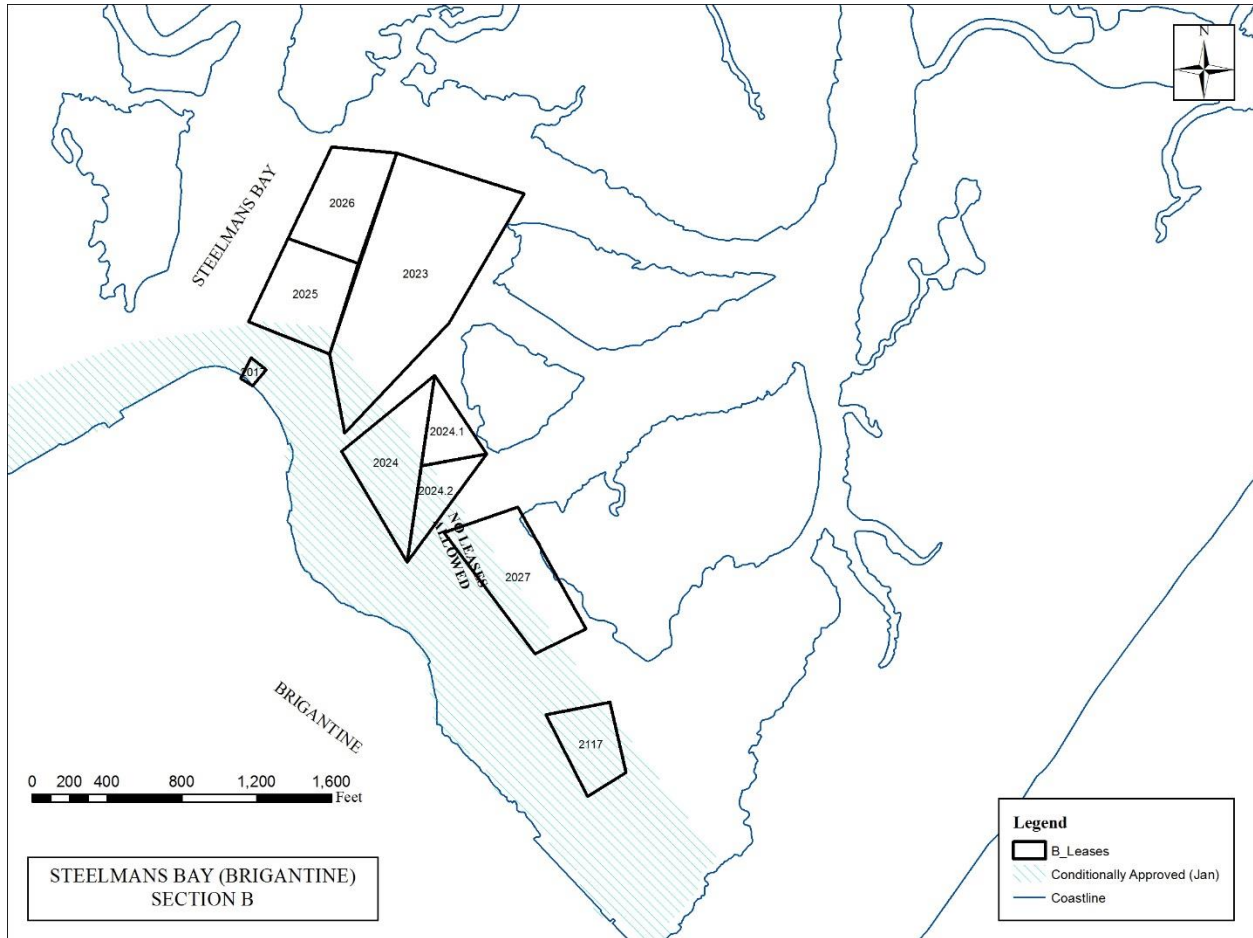 N
STEELMANS BAY
2026
2023
2025
2017
2024.1
2024
2024.2
NO LEASES
ALLOWED
2027
BRIGANTINE
2117
0 200 400 800 1,200 1,600
Feet
STEELMANS BAY (BRIGANTINE)
SECTION B
Legend
B_Leases
Conditionally Approved (Jan)
Coastline